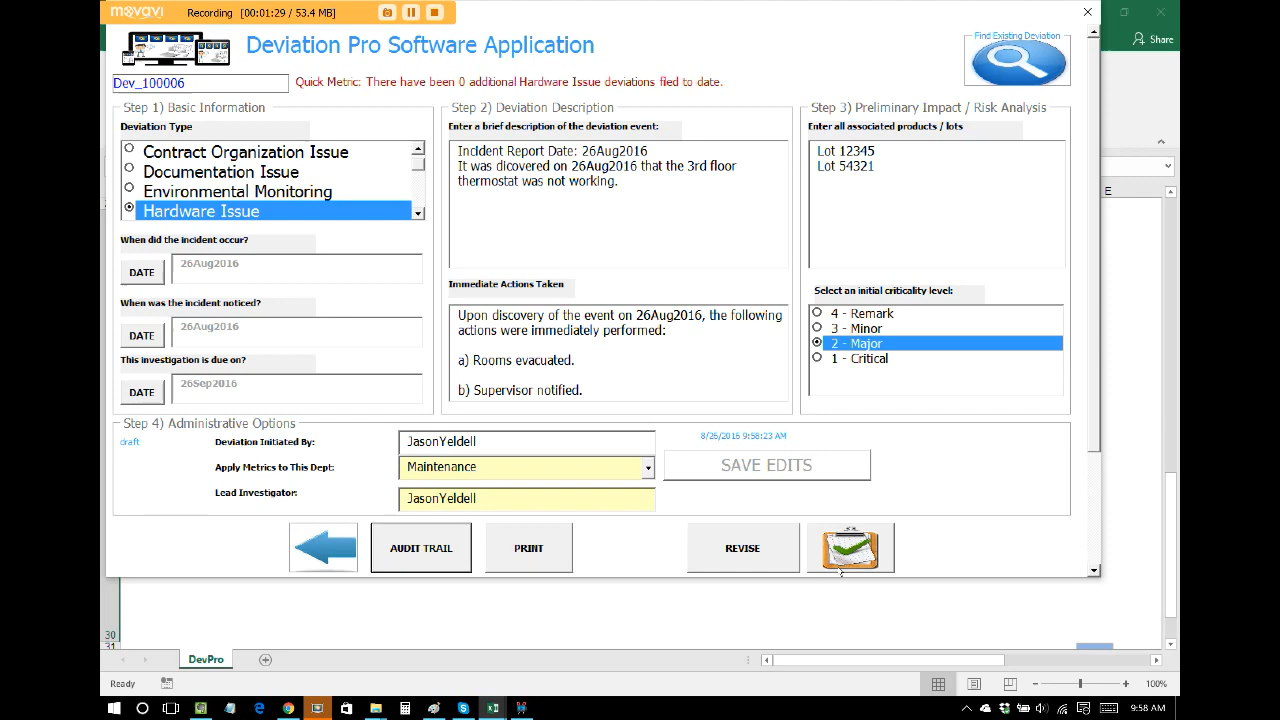 movavi
Recording (00:01:29 / 53.4 MB)
Share
Deviation Pro Software Application
Find Existing Deviation
Dev_100006
Quick Metric: There have been 0 addtional Hardware Issue deviations fled to date.
Step 1) Basic Information
Deviation Type
Contract Organization Issue
Documentation Issue
Environmental Monitoring
Hardware Issue
When did the incident occur?
DATE
26Aug2016
When was the incident noticed?
DATE
26Aug2016
This investigation is due on?
DATE
26Sep2016
Step 2) Deviation Description
Enter a brief description of the deviation event:
Incident Report Date: 26Aug2016
It was dicovered on 26Aug2016 that the 3rd floor
thermostat was not working.
Immediate Actions Taken
Upon discovery of the event on 26Aug2016, the following
actions were immediately performed:
a) Rooms evacuated.
b) Supervisor notified.
Step 3) Preliminary Impact / Risk Analysis
Enter all associated products / lots
Lot 12345
Lot 54321
Select an initial criticality level:
4 - Remark
3 - Minor
2 - Major
1 - Critical
E
Step 4) Administrative Options
draft
Deviation Initiated By:
JasonYeldell
8/26/2016 9:58:23 AM
Apply Metrics to This Dept:
Maintenance
SAVE EDITS
Lead Investigator:
JasonYeldell
AUDIT TRAIL
PRINT
REVISE
30
31
DevPro
Ready
100%
9:58 AM